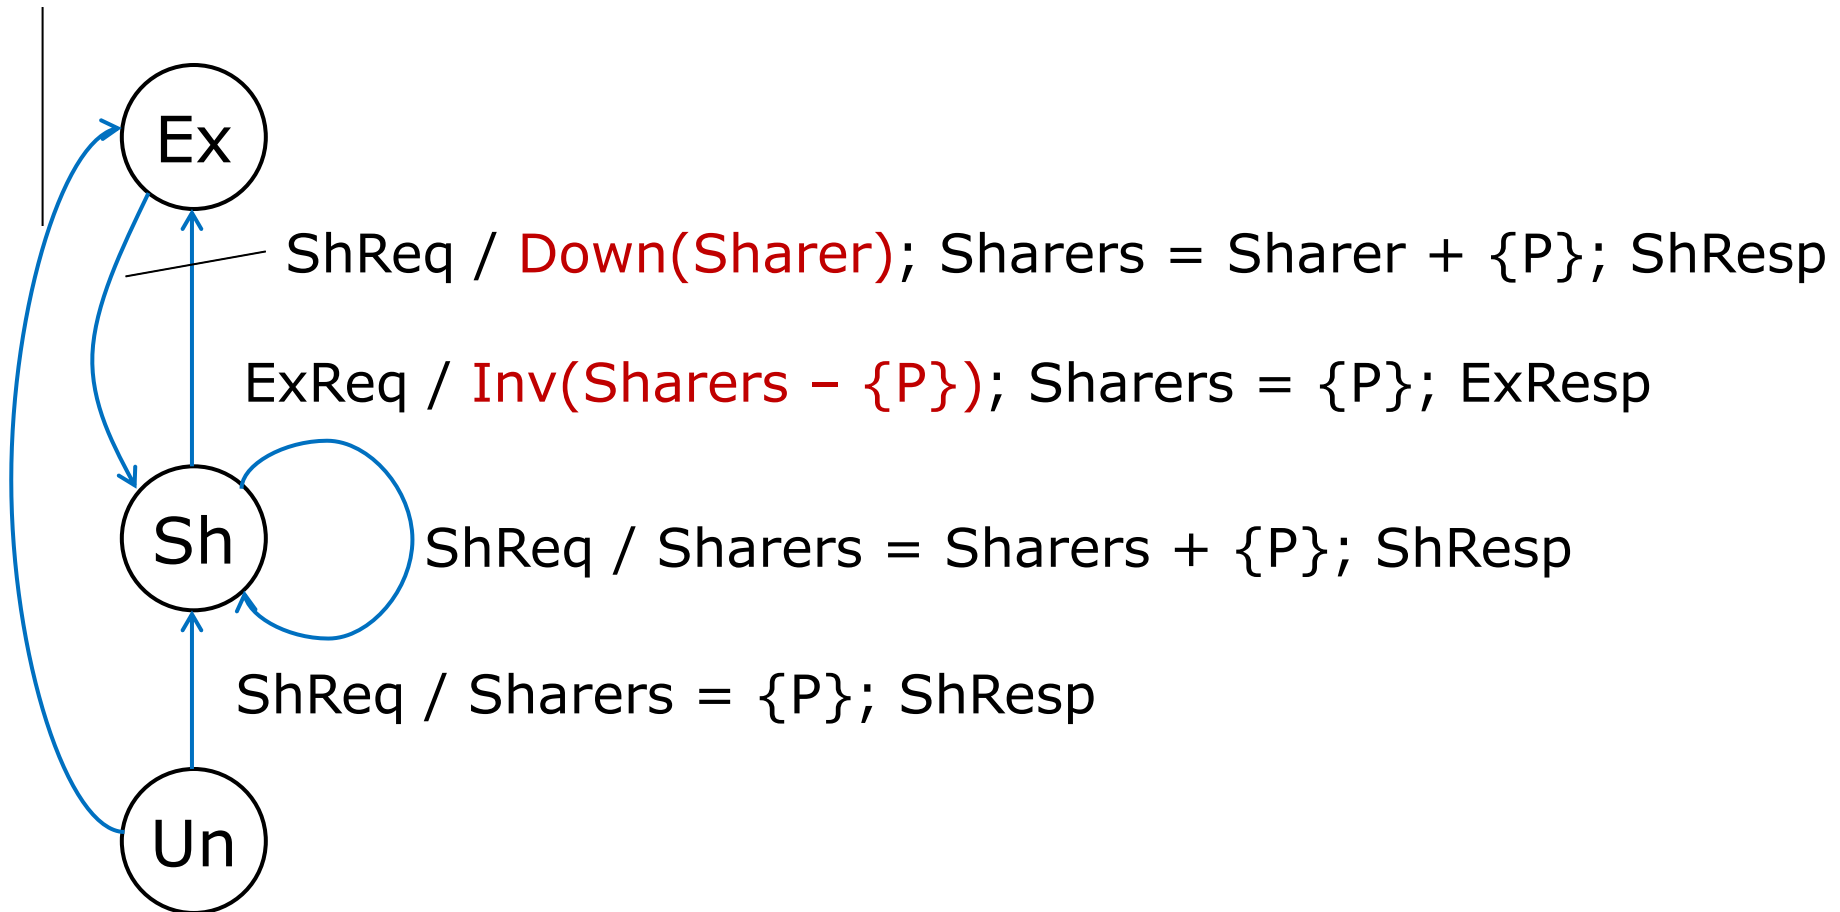 Ex
ShReq / Down(Sharer); Sharers = Sharer + {P}; ShResp
ExReq / Inv(Sharers – {P}); Sharers = {P}; ExResp
Sh
ShReq / Sharers = Sharers + {P}; ShResp
ShReq / Sharers = {P}; ShResp
Un